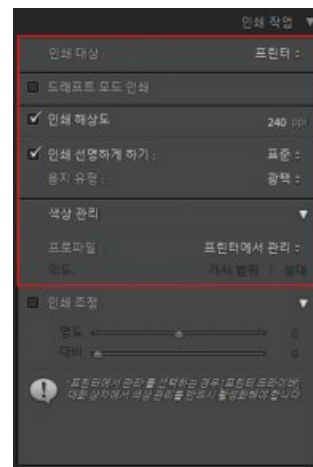 인쇄 작업 ▼
인쇄 대상 : 프린터 :
드래프트 모드 인쇄
인쇄 해상도 240 ppi
인쇄 선명하게 하기 : 표준 :
용지 유형 : 광택 :
색상 관리 ▼
프로파일 : 프린터에서 관리 :
의도: 가시 범위 | 상대
인쇄 조정 ▼
명도 0
대비 0
'프린터에서 관리'를 선택하는 경우 프린트 드라이버
대화 상자에서 색상 관리를 반드시 활성화해야 합니다